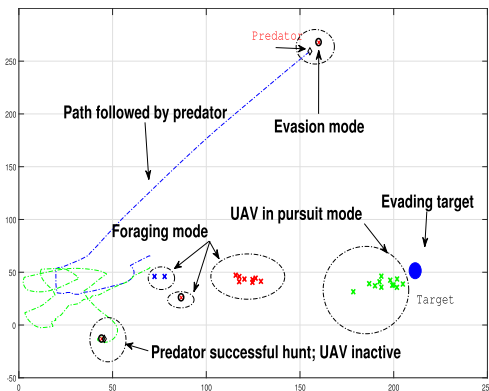 Predator
250
Evasion mode
200
Path followed by predator
150
Evading target
UAV in pursuit mode
100
Foraging mode
50
Target
0
Predator successful hunt; UAV inactive
-50
0 50 100 150 200 25